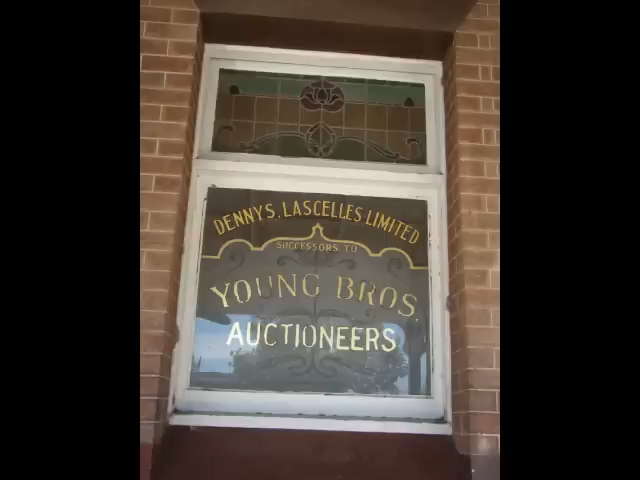 DENNYS, LASCELLES LIMITED
SUCCESSORS TO
YOUNG BROS,
AUCTIONEERS